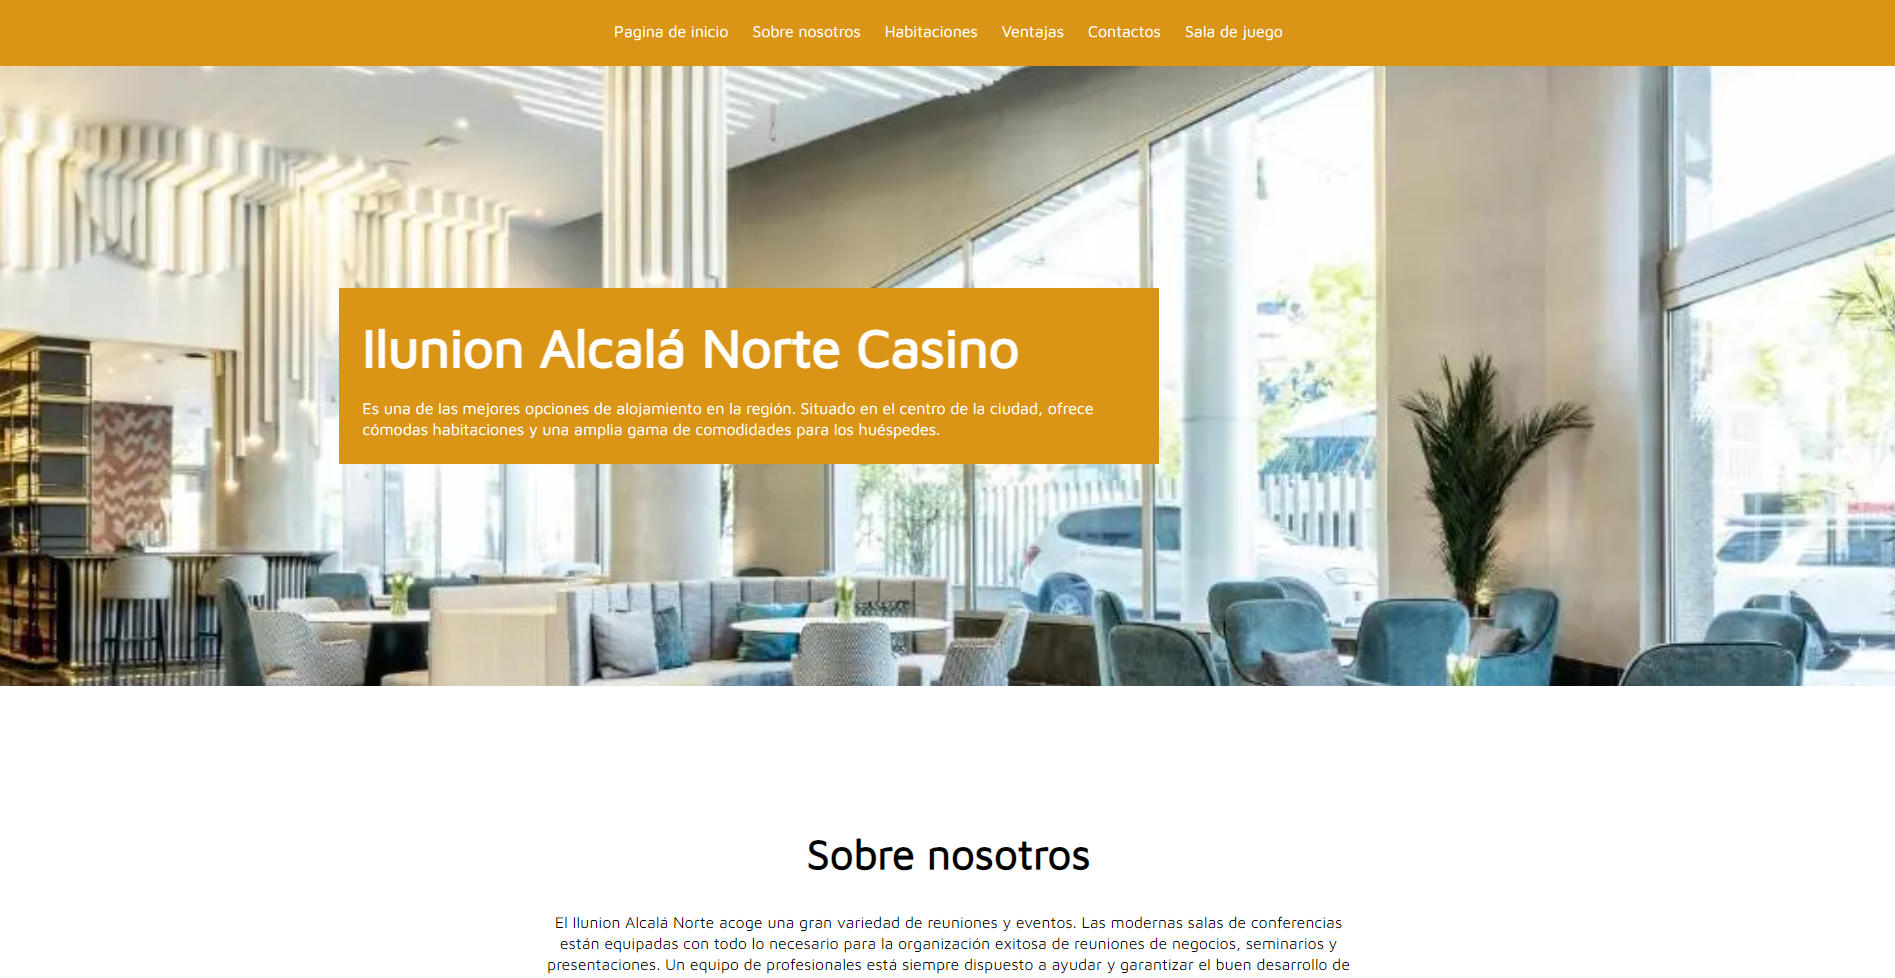 Pagina de inicio Sobre nosotros Habitaciones Ventajas Contactos Sala de juego
Ilunion Alcalá Norte Casino
Es una de las mejores opciones de alojamiento en la región. Situado en el centro de la ciudad, ofrece
cómodas habitaciones y una amplia gama de comodidades para los huéspedes.
Sobre nosotros
El Ilunion Alcalá Norte acoge una gran variedad de reuniones y eventos. Las modernas salas de conferencias
están equipadas con todo lo necesario para la organización exitosa de reuniones de negocios, seminarios y
presentaciones. Un equipo de profesionales está siempre dispuesto a ayudar y garantizar el buen desarrollo de